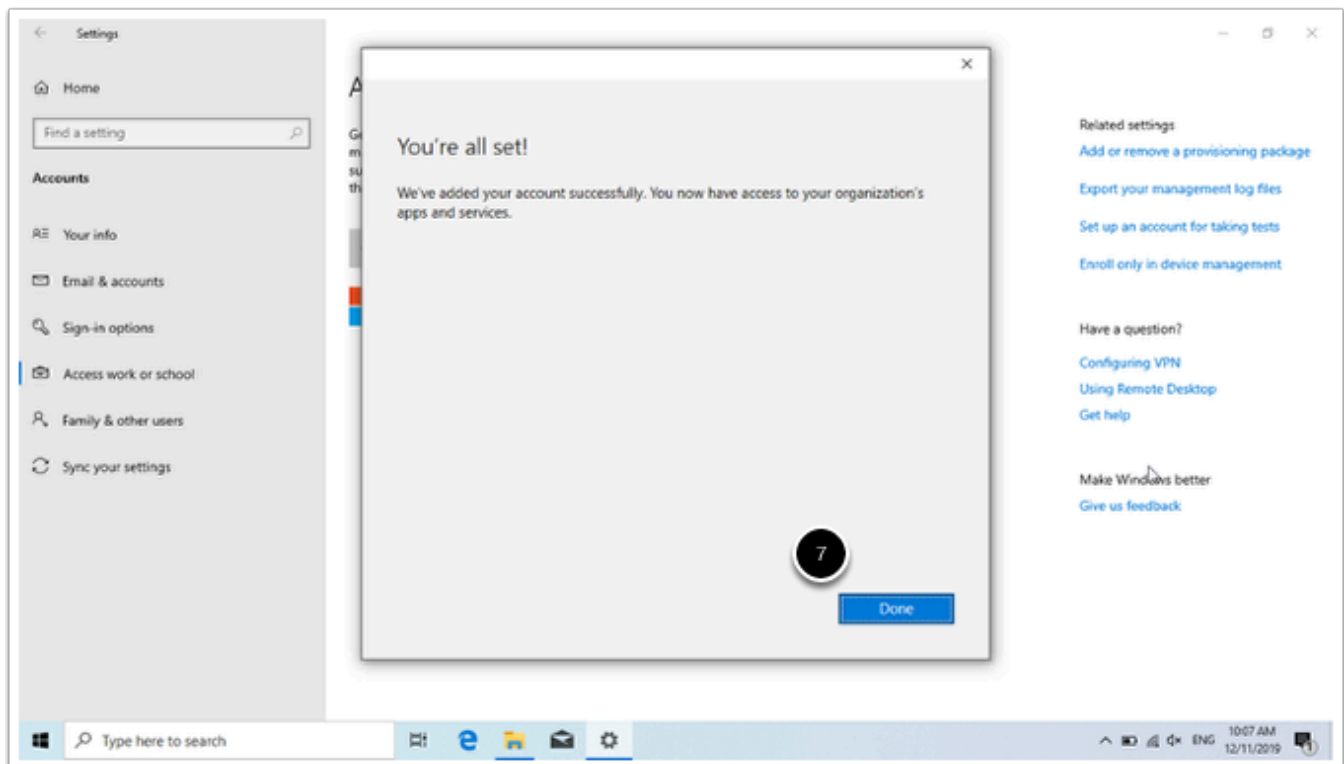 Settings
Home
Find a setting
Accounts
Your info
Email & accounts
Sign-in options
Access work or school
Family & other users
Sync your settings
You're all set!
We've added your account successfully. You now have access to your organization's
apps and services.
7
Done
Related settings
Add or remove a provisioning package
Export your management log files
Set up an account for taking tests
Enroll only in device management
Have a question?
Configuring VPN
Using Remote Desktop
Get help
Make Windows better
Give us feedback
Type here to search
ENG
10:07 AM
12/11/2019